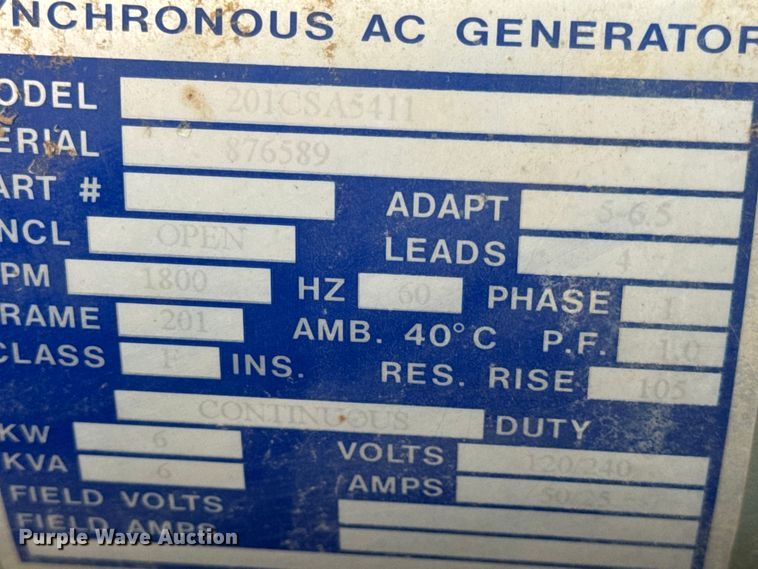 YNCHRONOUS AC GENERATOR
ODEL 201CSA5411
ERIAL 876589
ART #
ADAPT 5-6.5
NCL OPEN
LEADS 4
PM 1800 HZ 60 PHASE 1
RAME 201 AMB. 40°C P.F. 1.0
CLASS F INS. RES. RISE 105
CONTINUOUS DUTY
KW 6 VOLTS 120/240
KVA 6 AMPS 50/25
FIELD VOLTS
FIELD AMPS
Purple Wave Auction